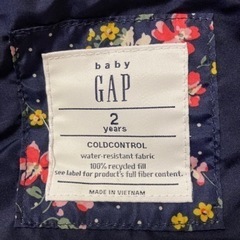 baby
GAP
2
years
COLDCONTROL
water-resistant fabric
100% recycled fill
see label for product's full fiber content.
MADE IN VIETNAM